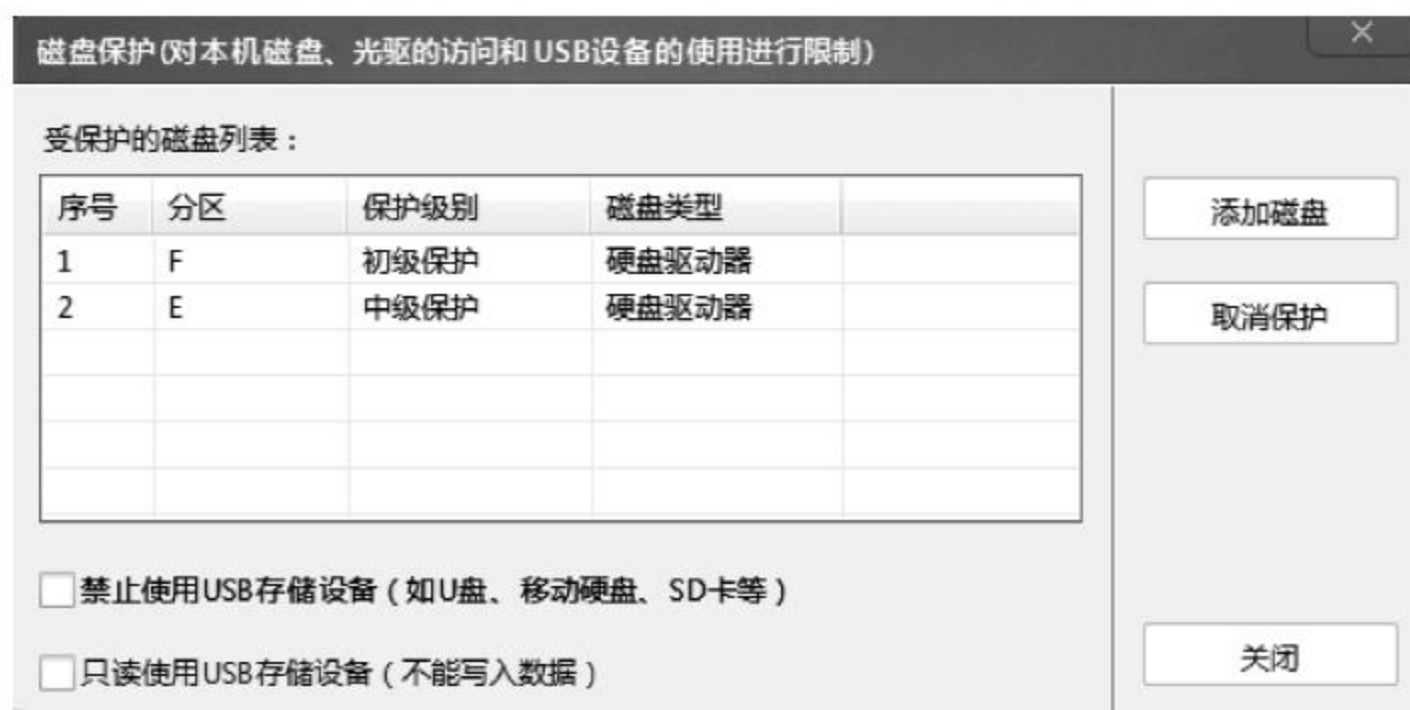 磁盘保护(对本机磁盘、光驱的访问和USB设备的使用进行限制)
受保护的磁盘列表：
序号 分区 保护级别 磁盘类型
1 F 初级保护 硬盘驱动器
2 E 中级保护 硬盘驱动器
添加磁盘
取消保护
禁止使用USB存储设备(如U盘、移动硬盘、SD卡等)
只读使用USB存储设备(不能写入数据)
关闭